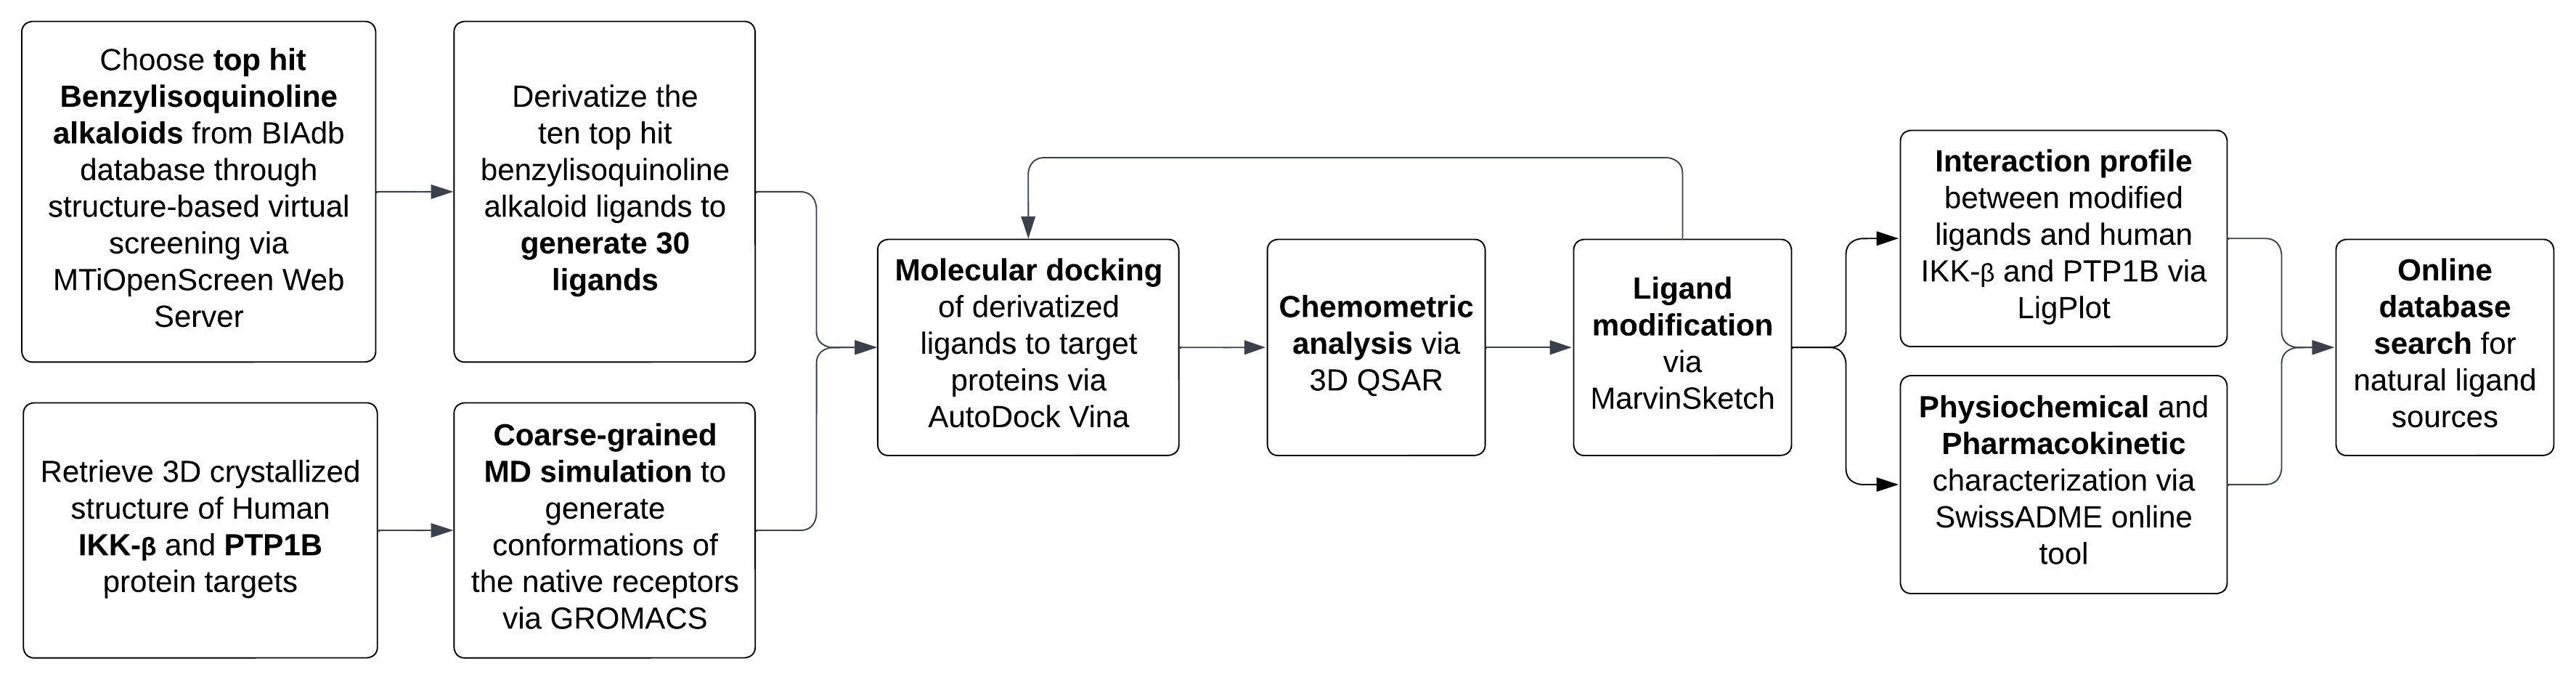 Choose top hit
Benzylisoquinoline
alkaloids from BIAdb
database through
structure-based virtual
screening via
MTiOpenScreen Web
Server
Derivatize the
ten top hit
benzylisoquinoline
alkaloid ligands to
generate 30
ligands
Retrieve 3D crystallized
structure of Human
IKK-β and PTP1B
protein targets
Coarse-grained
MD simulation to
generate
conformations of
the native receptors
via GROMACS
Molecular docking
of derivatized
ligands to target
proteins via
AutoDock Vina
Chemometric
analysis via
3D QSAR
Ligand
modification
via
MarvinSketch
Interaction profile
between modified
ligands and human
IKK-β and PTP1B via
LigPlot
Physiochemical and
Pharmacokinetic
characterization via
SwissADME online
tool
Online
database
search for
natural ligand
sources